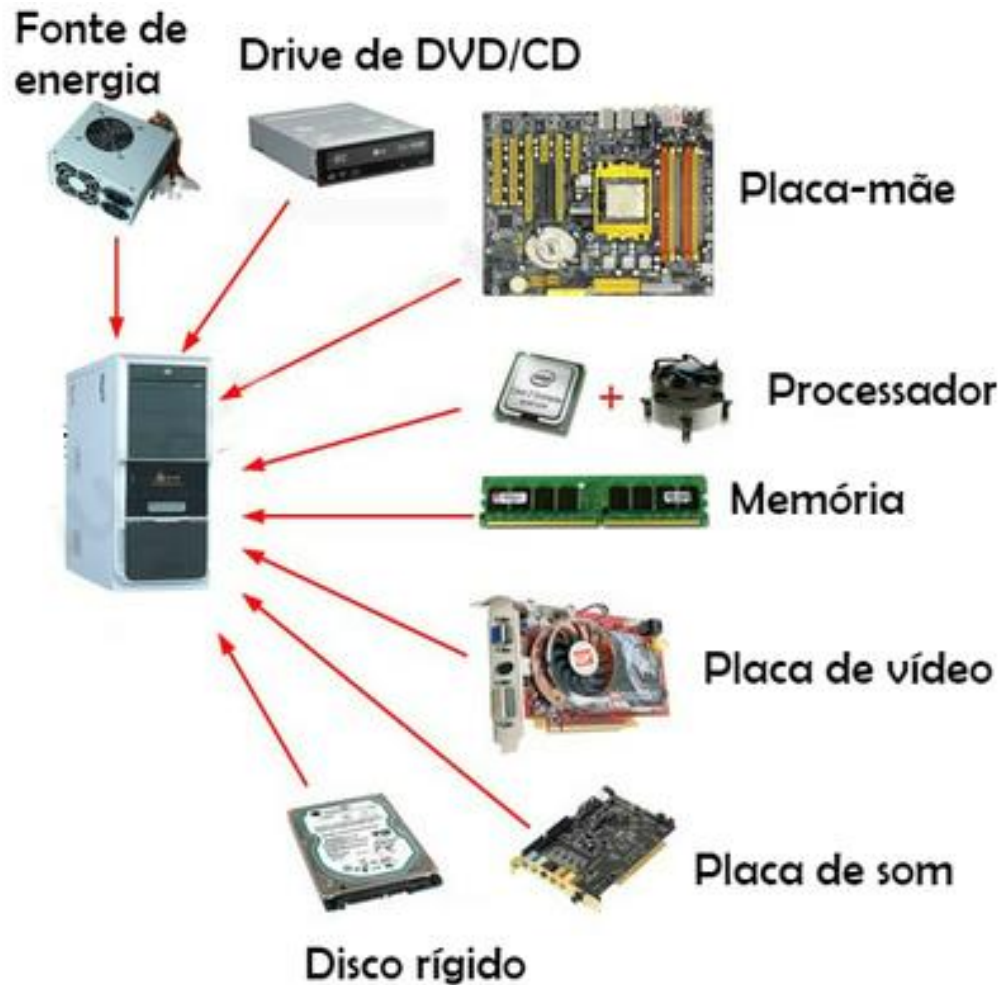 Fonte de
energia
Drive de DVD/CD
Placa-mãe
intel
+
Processador
Memória
Placa de vídeo
Placa de som
Disco rígido